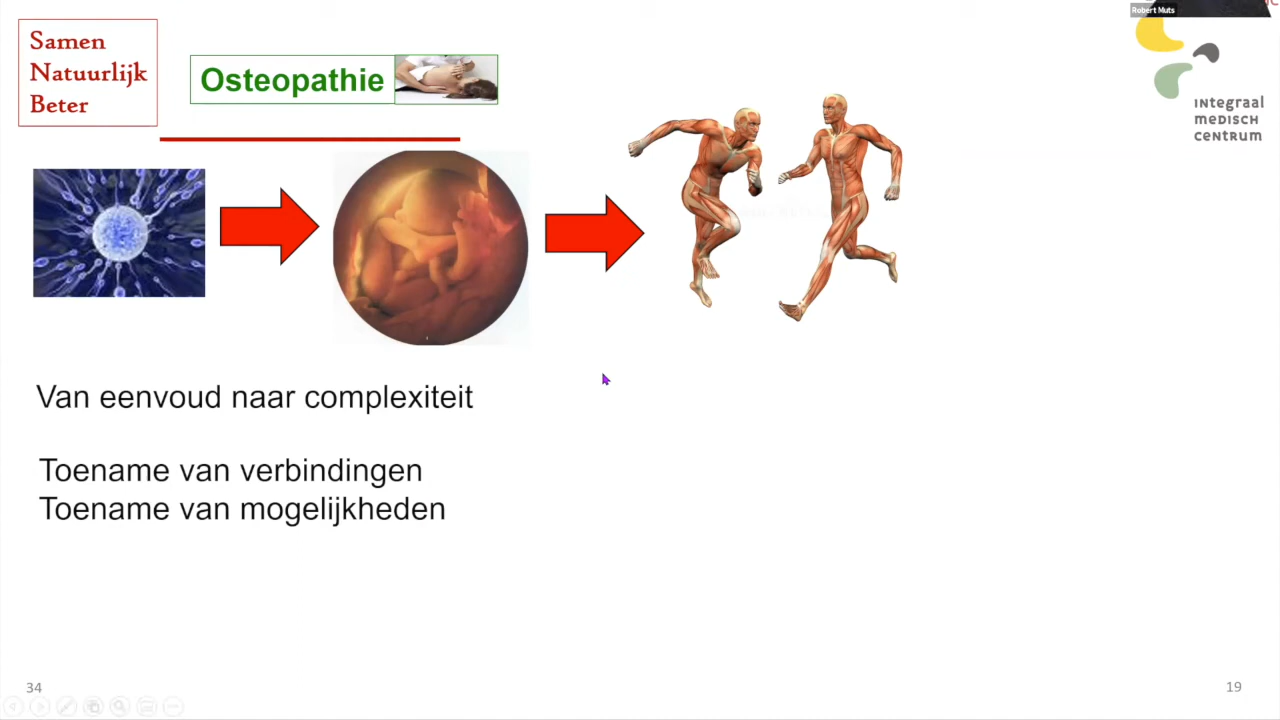 Robert Muts
Samen
Natuurlijk
Beter
Osteopathie
INtegraal
meDISCH
ceNtrum
Van eenvoud naar complexiteit
Toename van verbindingen
Toename van mogelijkheden
34
19